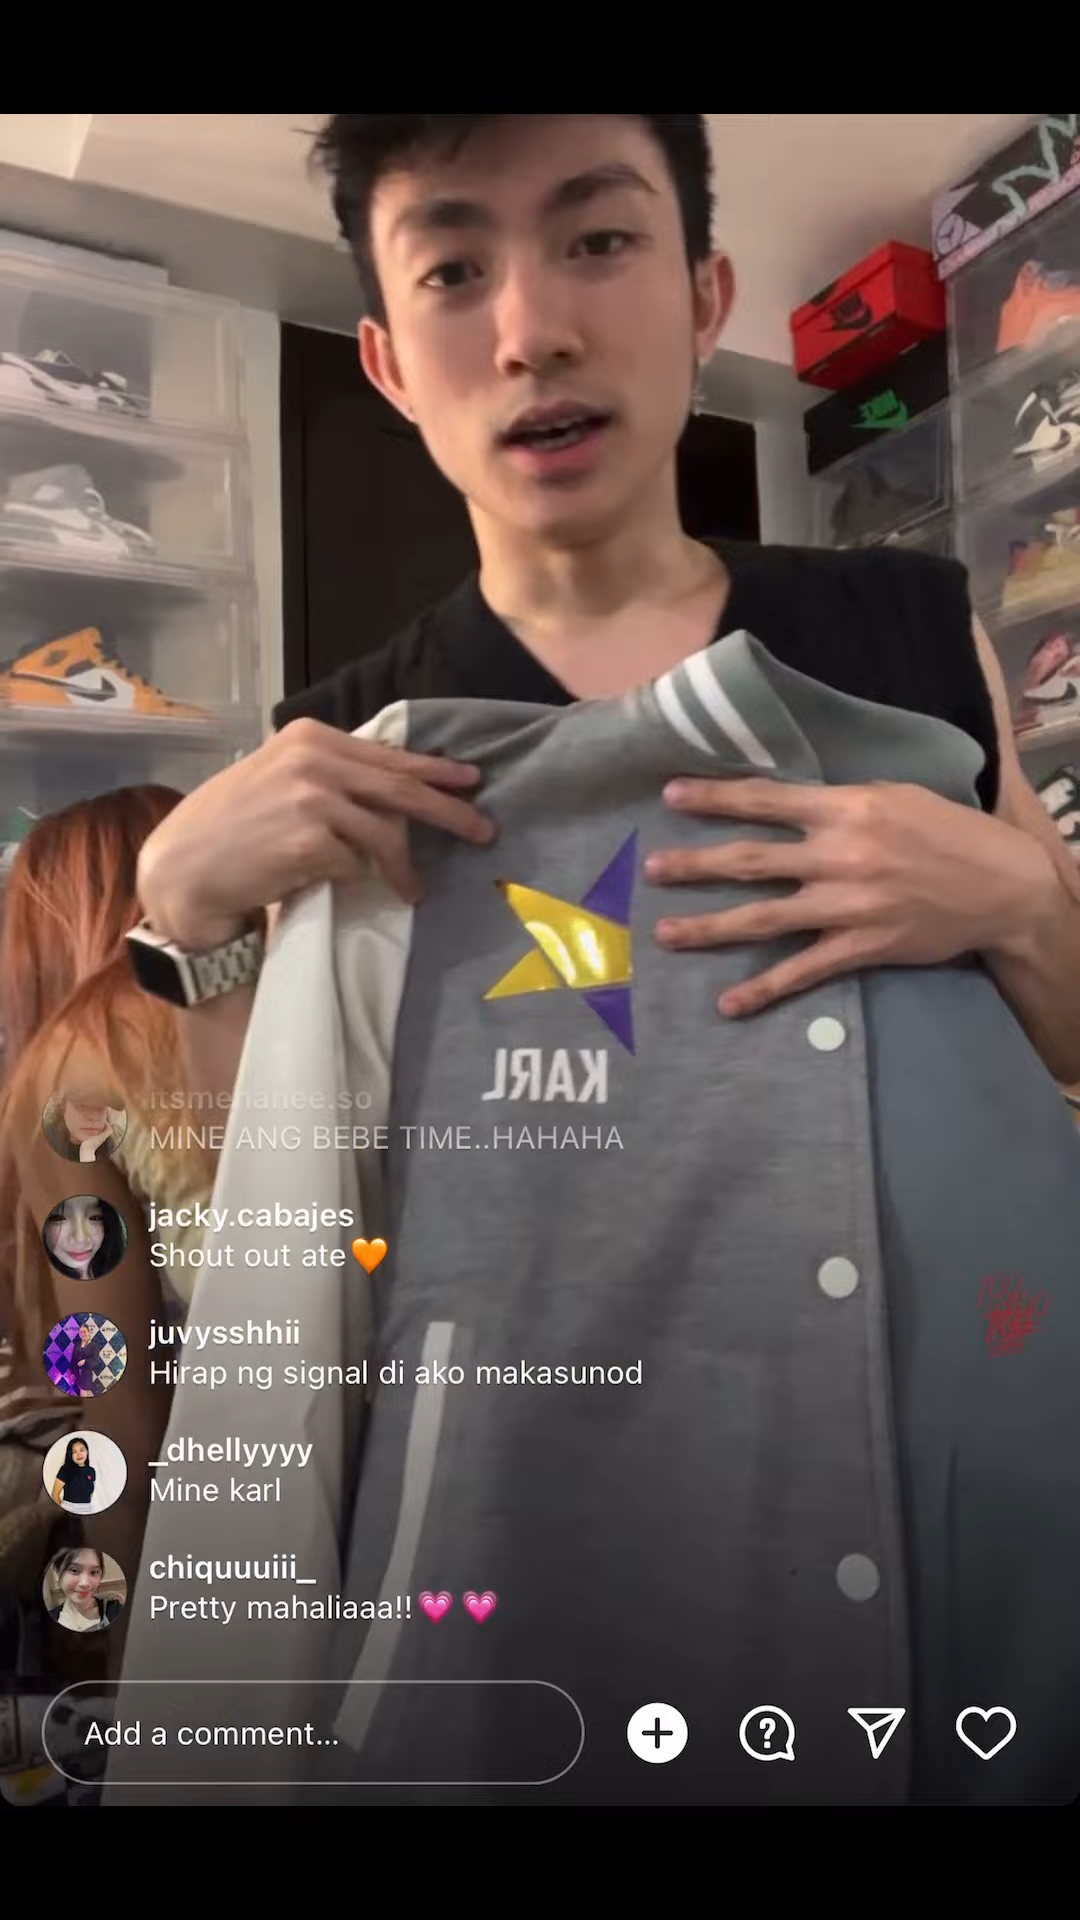 KARL
itsmehanee.so
MINE ANG BEBE TIME..HAHAHA
jacky.cabajes
Shout out ate🧡
juvysshhii
Hirap ng signal di ako makasunod
_dhellyyyy
Mine karl
chiquuuiii_
Pretty mahaliaaa!!💗 💗
Add a comment...